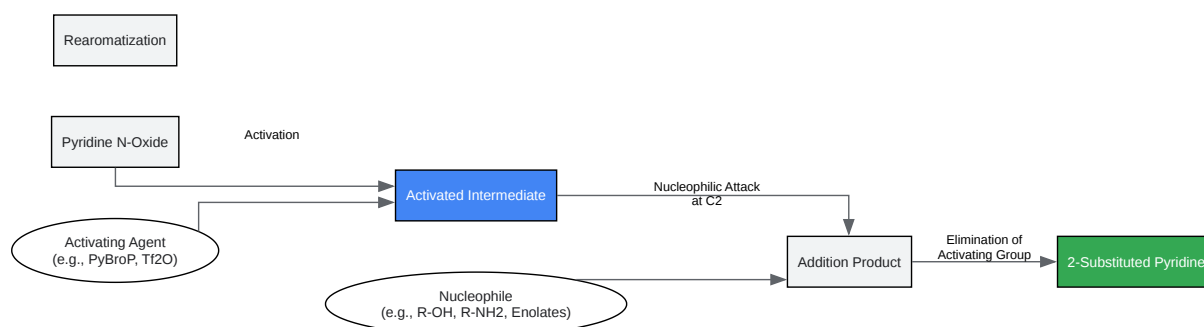 Rearomatization
Pyridine N-Oxide
Activation
Activated Intermediate
Nucleophilic Attack
at C2
Activating Agent
(e.g., PyBroP, Tf2O)
Addition Product
Elimination of
Activating Group
2-Substituted Pyridine
Nucleophile
(e.g., R-OH, R-NH2, Enolates)